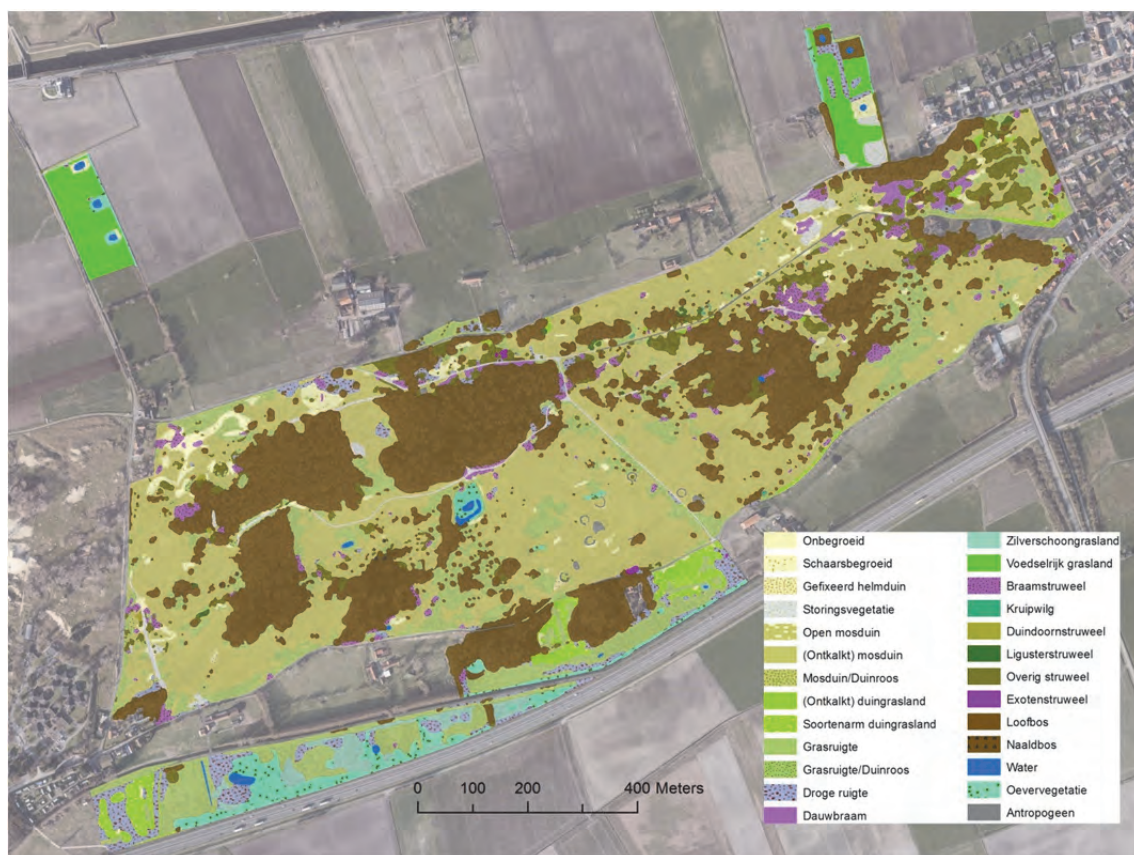 Onbegroeid
Schaarsbegroeid
Gefixeerd helmduin
Storingsvegetatie
Open mosduin
(Ontkalkt) mosduin
Mosduin/Duinroos
(Ontkalkt) duingrasland
Soortenarm duingrasland
Grasruigte
Grasruigte/Duinroos
Droge ruigte
Dauwbraam
Zilverschoongrasland
Voedselrijk grasland
Braamstruweel
Kruipwilg
Duindoornstruweel
Ligusterstruweel
Overig struweel
Exotenstruweel
Loofbos
Naaldbos
Water
Oevervegetatie
Antropogeen
0 100 200 400 Meters